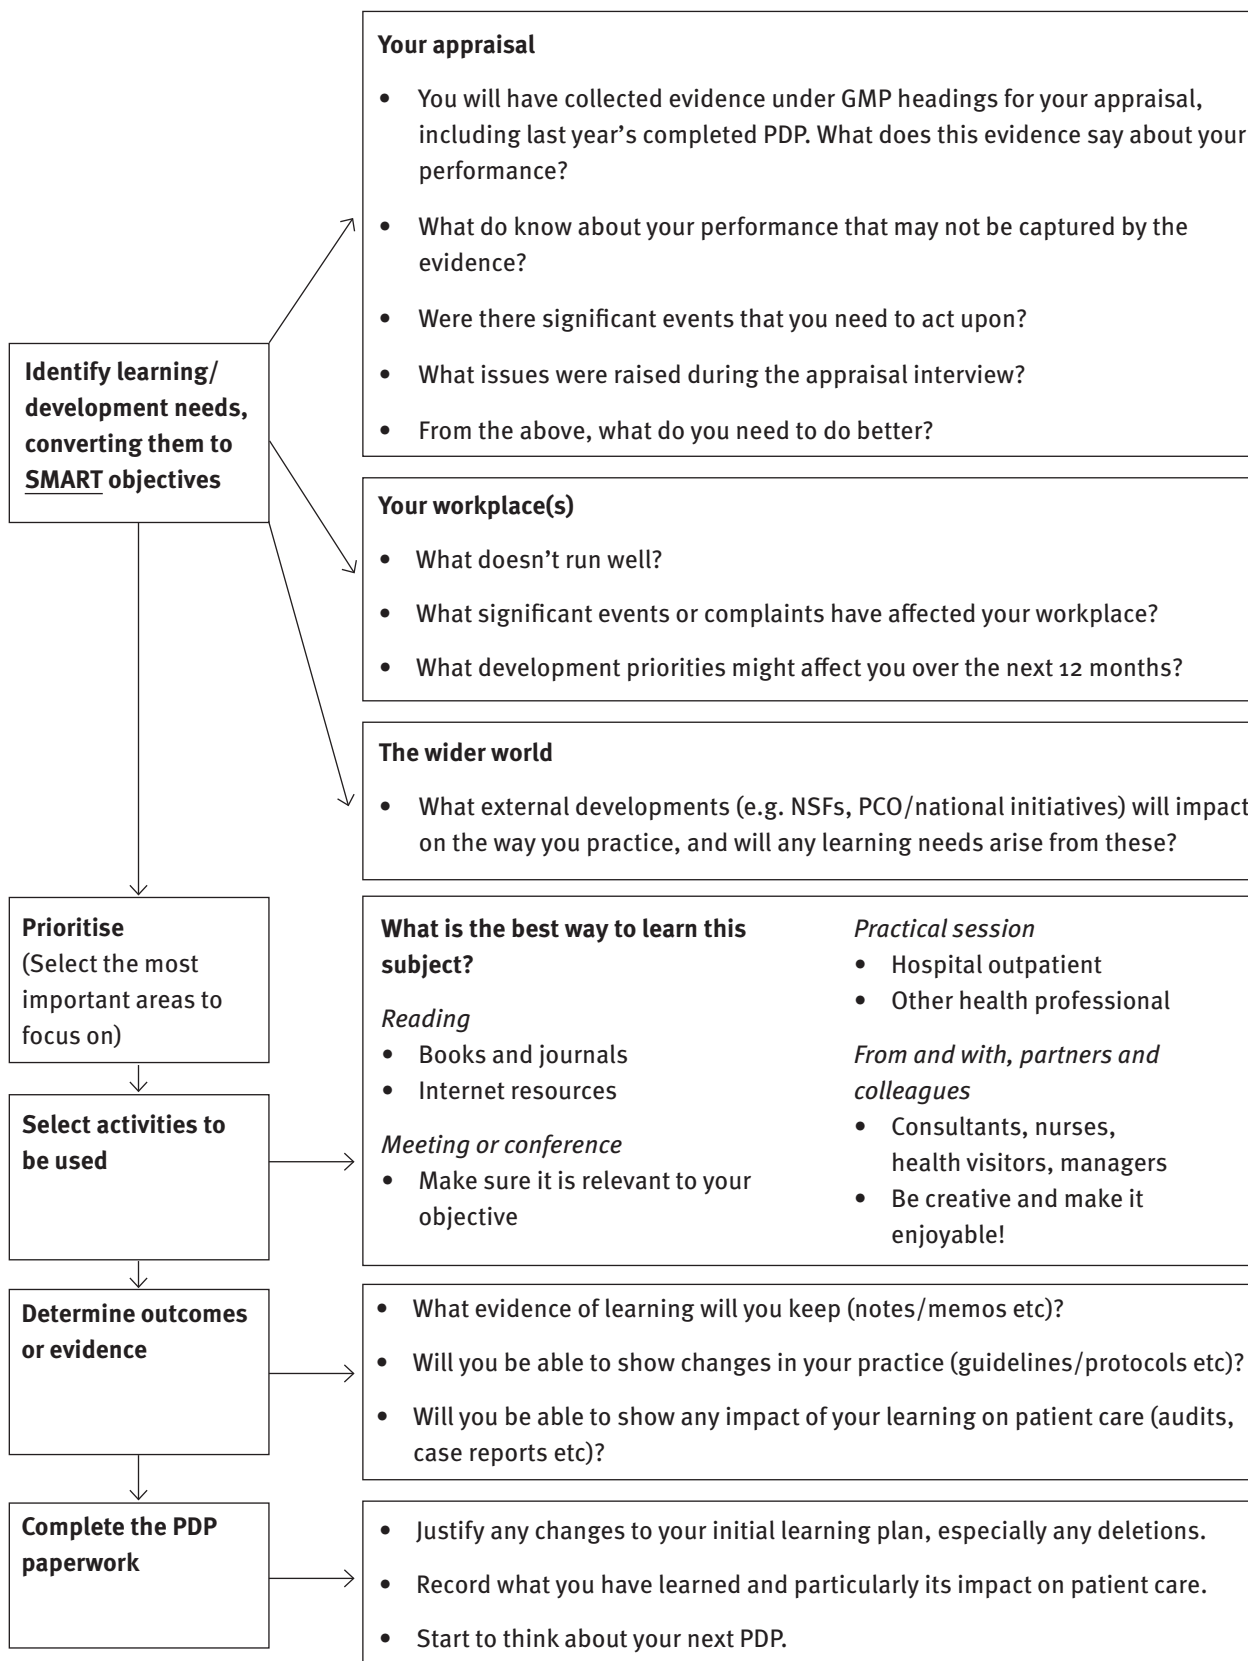 Your appraisal
• You will have collected evidence under GMP headings for your appraisal,
including last year's completed PDP. What does this evidence say about your
performance?
• What do know about your performance that may not be captured by the
evidence?
• Were there significant events that you need to act upon?
• What issues were raised during the appraisal interview?
• From the above, what do you need to do better?
Identify learning/
development needs,
converting them to
SMART objectives
Your workplace(s)
• What doesn't run well?
• What significant events or complaints have affected your workplace?
• What development priorities might affect you over the next 12 months?
The wider world
• What external developments (e.g. NSFs, PCO/national initiatives) will impact
on the way you practice, and will any learning needs arise from these?
Prioritise
(Select the most
important areas to
focus on)
Select activities to
be used
What is the best way to learn this
subject?
Reading
• Books and journals
• Internet resources
Meeting or conference
• Make sure it is relevant to your
objective
Practical session
• Hospital outpatient
• Other health professional
From and with, partners and
colleagues
• Consultants, nurses,
health visitors, managers
• Be creative and make it
enjoyable!
Determine outcomes
or evidence
• What evidence of learning will you keep (notes/memos etc)?
• Will you be able to show changes in your practice (guidelines/protocols etc)?
• Will you be able to show any impact of your learning on patient care (audits,
case reports etc)?
Complete the PDP
paperwork
• Justify any changes to your initial learning plan, especially any deletions.
• Record what you have learned and particularly its impact on patient care.
• Start to think about your next PDP.